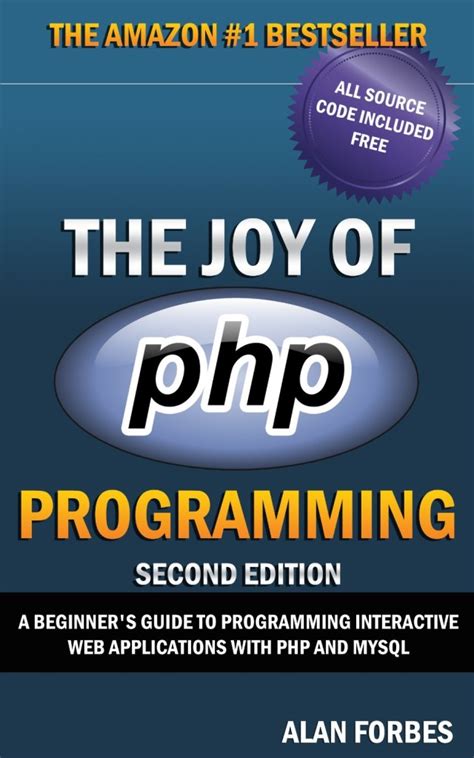 THE AMAZON #1 BESTSELLER
ALL SOURCE
CODE INCLUDED
FREE
THE JOY OF
php
PROGRAMMING
SECOND EDITION
A BEGINNER'S GUIDE TO PROGRAMMING INTERACTIVE
WEB APPLICATIONS WITH PHP AND MYSQL
ALAN FORBES